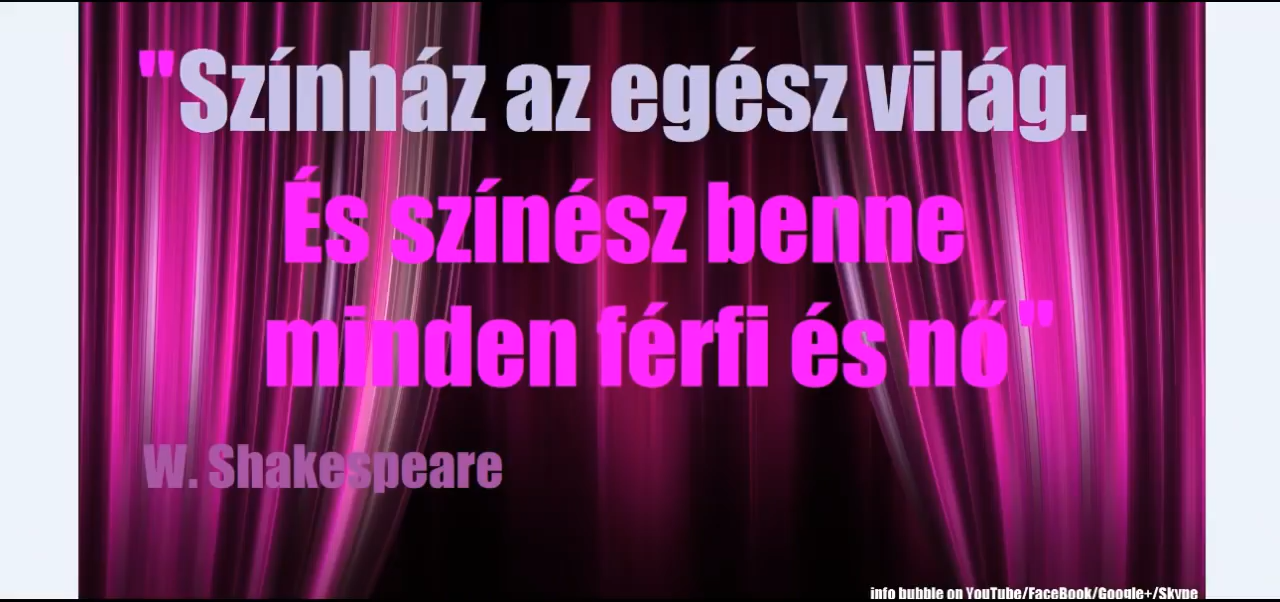 "Színház az egész világ.
És színész benne
minden férfi és nő"
W. Shakespeare
info bubble on YouTube/FaceBook/Google+/Skype